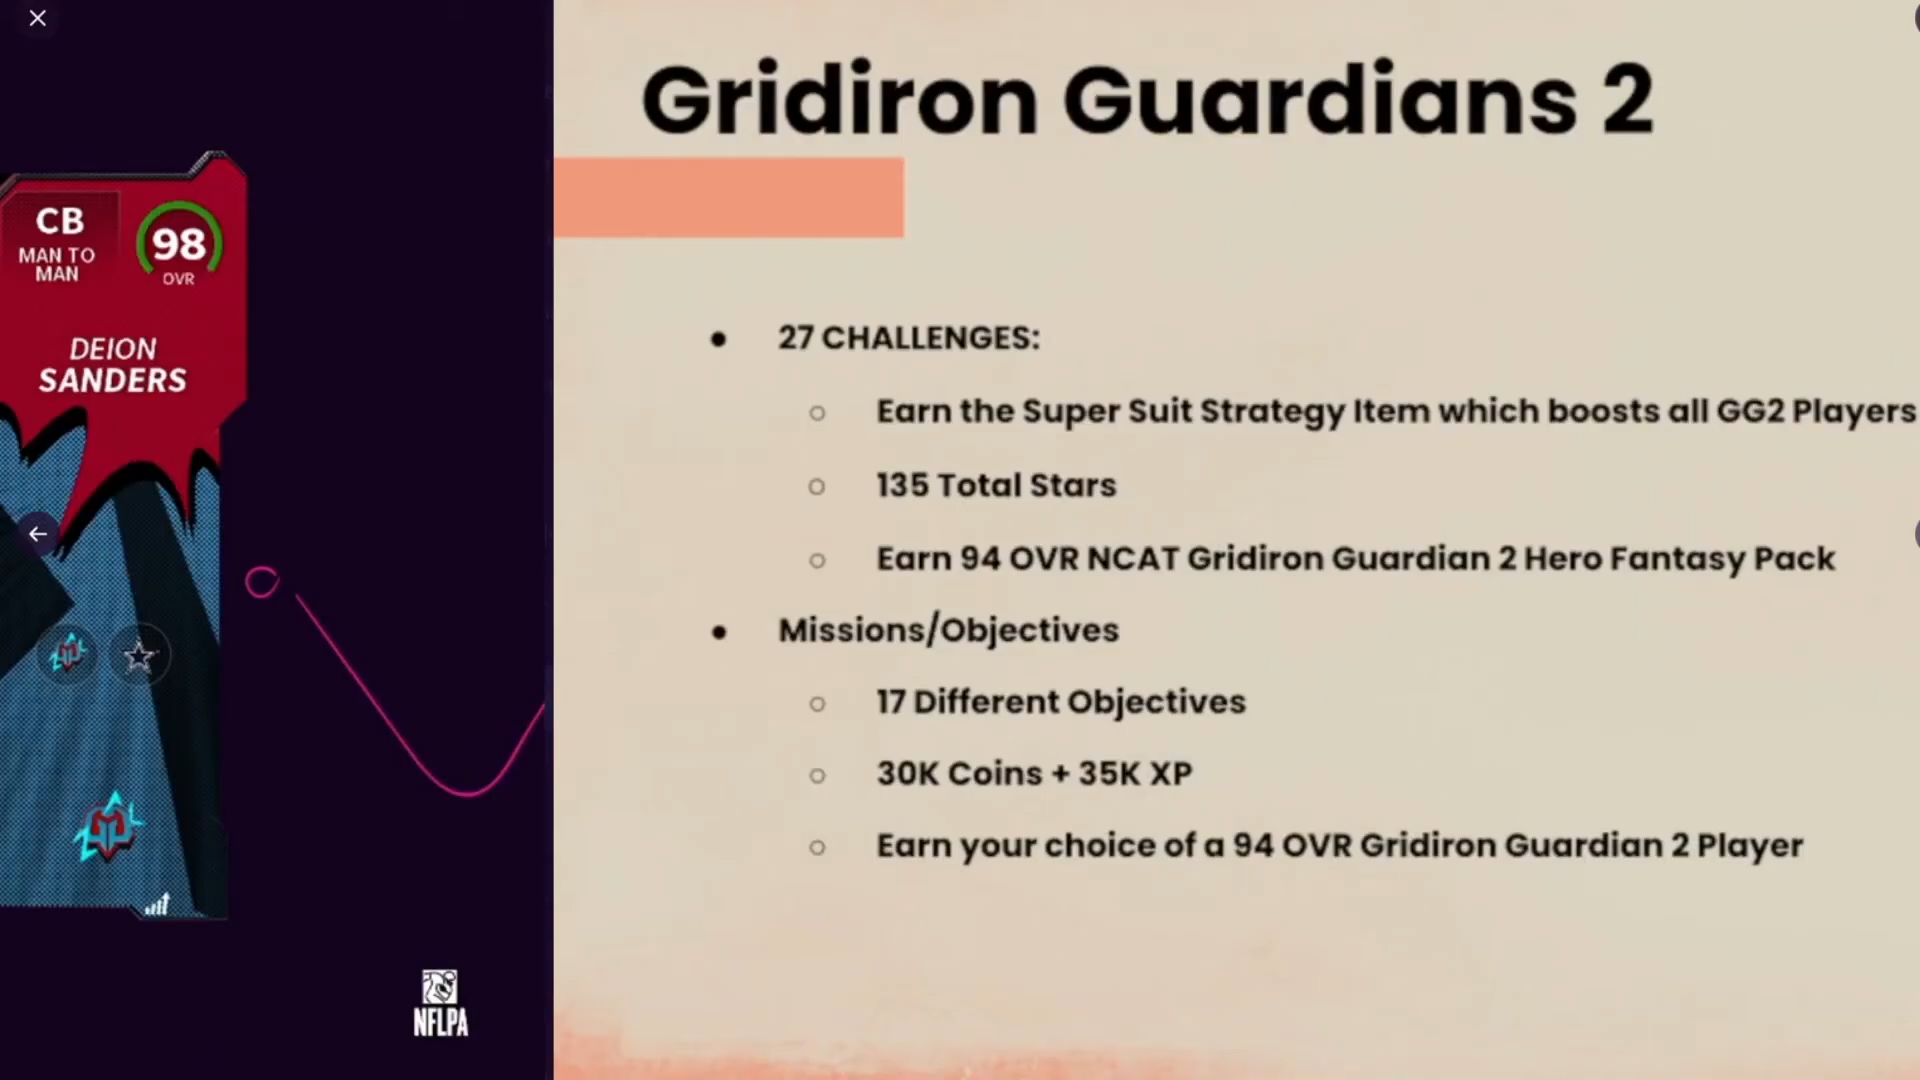 CB
MAN TO
MAN
98
OVR
DEION
SANDERS
NFLPA
Gridiron Guardians 2
27 CHALLENGES:
Earn the Super Suit Strategy Item which boosts all GG2 Players
135 Total Stars
Earn 94 OVR NCAT Gridiron Guardian 2 Hero Fantasy Pack
Missions/Objectives
17 Different Objectives
30K Coins + 35K XP
Earn your choice of a 94 OVR Gridiron Guardian 2 Player